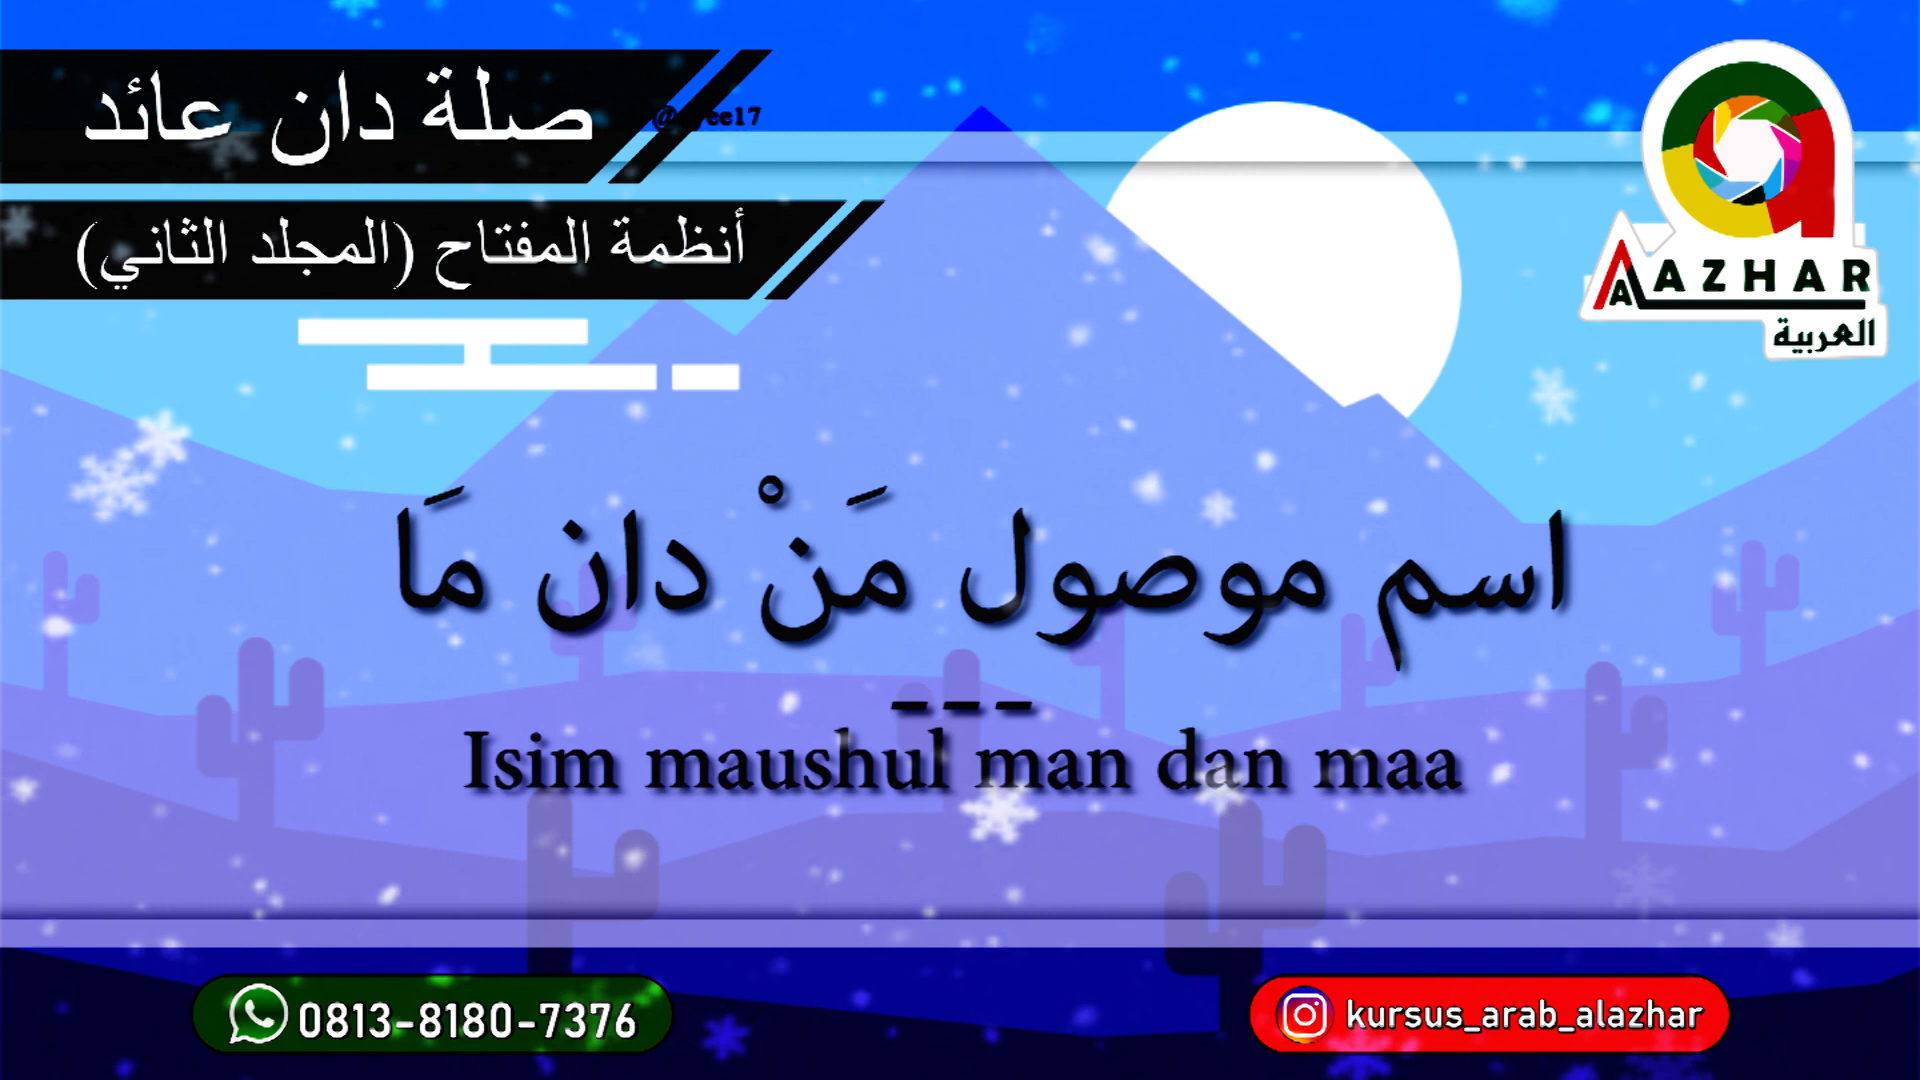 صلة دان عائد
أنظمة المفتاح (المجلد الثاني)
AZHAR
العربية
اسم موصول مَنْ دان مَا
---
Isim maushul man dan maa
0813-8180-7376
kursus_arab_alazhar